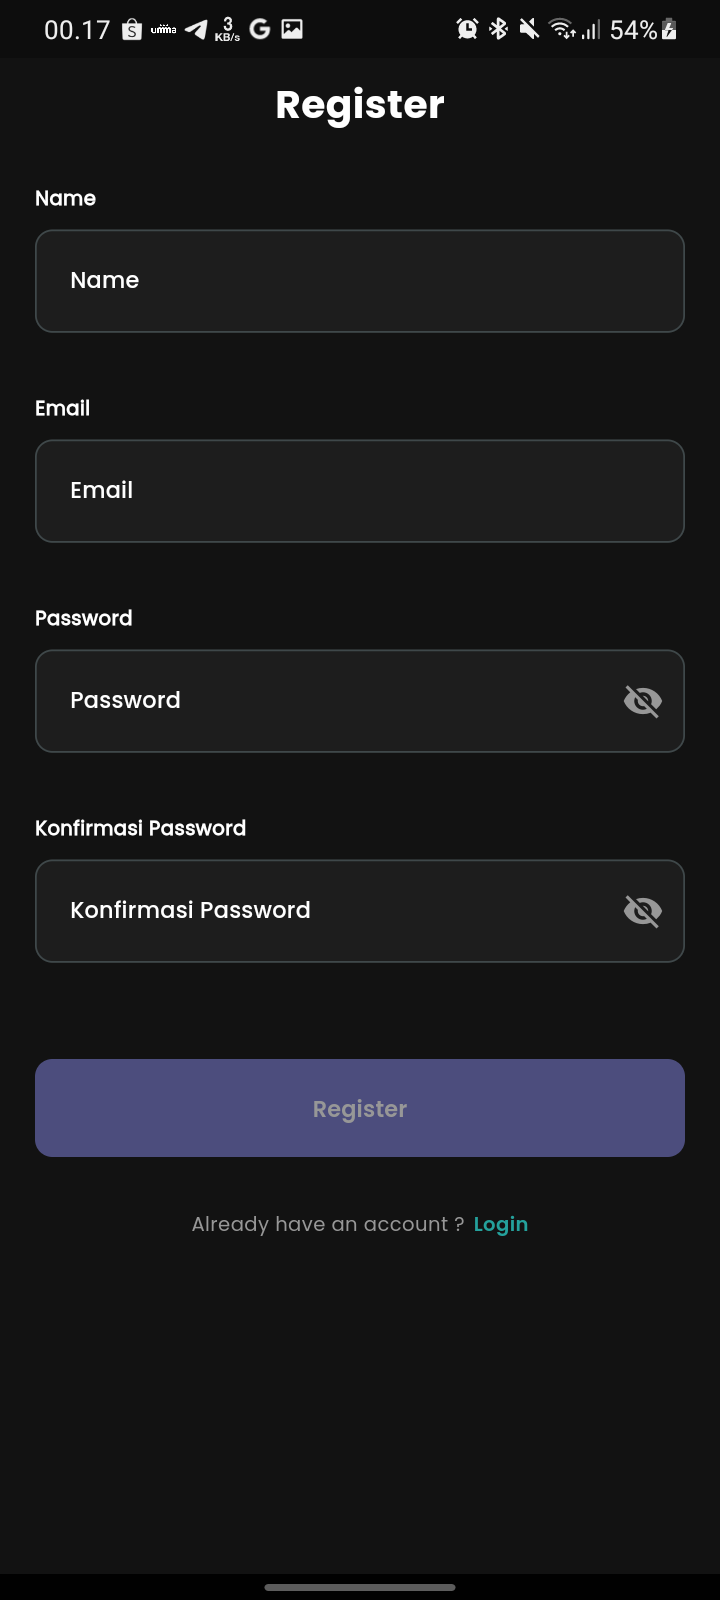 00.17 S umma 3 KB/s G 54%
Register
Name
Name
Email
Email
Password
Password
Konfirmasi Password
Konfirmasi Password
Register
Already have an account ? Login